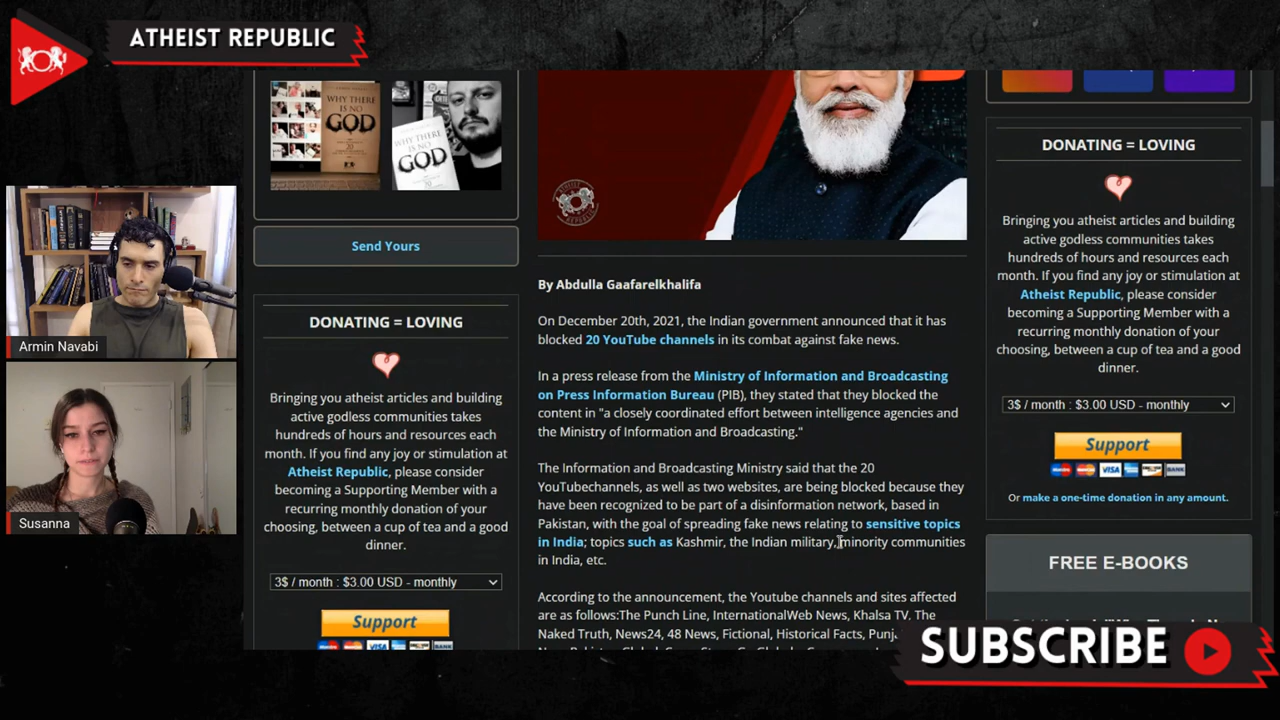 ATHEIST REPUBLIC
Armin Navabi
Susanna
WHY THERE
IS NO
GOD
WHY THERE
IS NO
GOD
Send Yours
DONATING = LOVING
Bringing you atheist articles and building
active godless communities takes
hundreds of hours and resources each
month. If you find any joy or stimulation at
Atheist Republic, please consider
becoming a Supporting Member with a
recurring monthly donation of your
choosing, between a cup of tea and a good
dinner.
3$ / month : $3.00 USD - monthly
Support
By Abdulla Gaafarelkhalifa
On December 20th, 2021, the Indian government announced that it has
blocked 20 YouTube channels in its combat against fake news.
In a press release from the Ministry of Information and Broadcasting
on Press Information Bureau (PIB), they stated that they blocked the
content in "a closely coordinated effort between intelligence agencies and
the Ministry of Information and Broadcasting."
The Information and Broadcasting Ministry said that the 20
YouTubechannels, as well as two websites, are being blocked because they
have been recognized to be part of a disinformation network, based in
Pakistan, with the goal of spreading fake news relating to sensitive topics
in India; topics such as Kashmir, the Indian military, minority communities
in India, etc.
According to the announcement, the Youtube channels and sites affected
are as follows:The Punch Line, InternationalWeb News, Khalsa TV, The
Naked Truth, News24, 48 News, Fictional, Historical Facts,
DONATING = LOVING
Bringing you atheist articles and building
active godless communities takes
hundreds of hours and resources each
month. If you find any joy or stimulation at
Atheist Republic, please consider
becoming a Supporting Member with a
recurring monthly donation of your
choosing, between a cup of tea and a good
dinner.
3$ / month : $3.00 USD - monthly
Support
VISA
BANK
Or make a one-time donation in any amount.
FREE E-BOOKS
SUBSCRIBE